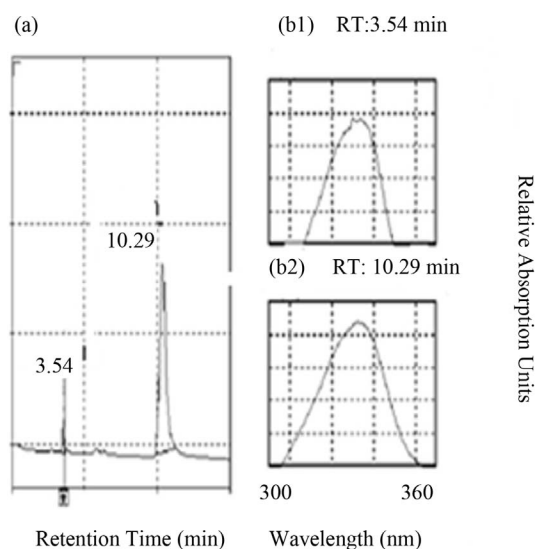 (a)
(b1) RT:3.54 min
10.29
3.54
(b2) RT: 10.29 min
300 360
Retention Time (min)
Wavelength (nm)
Relative Absorption Units